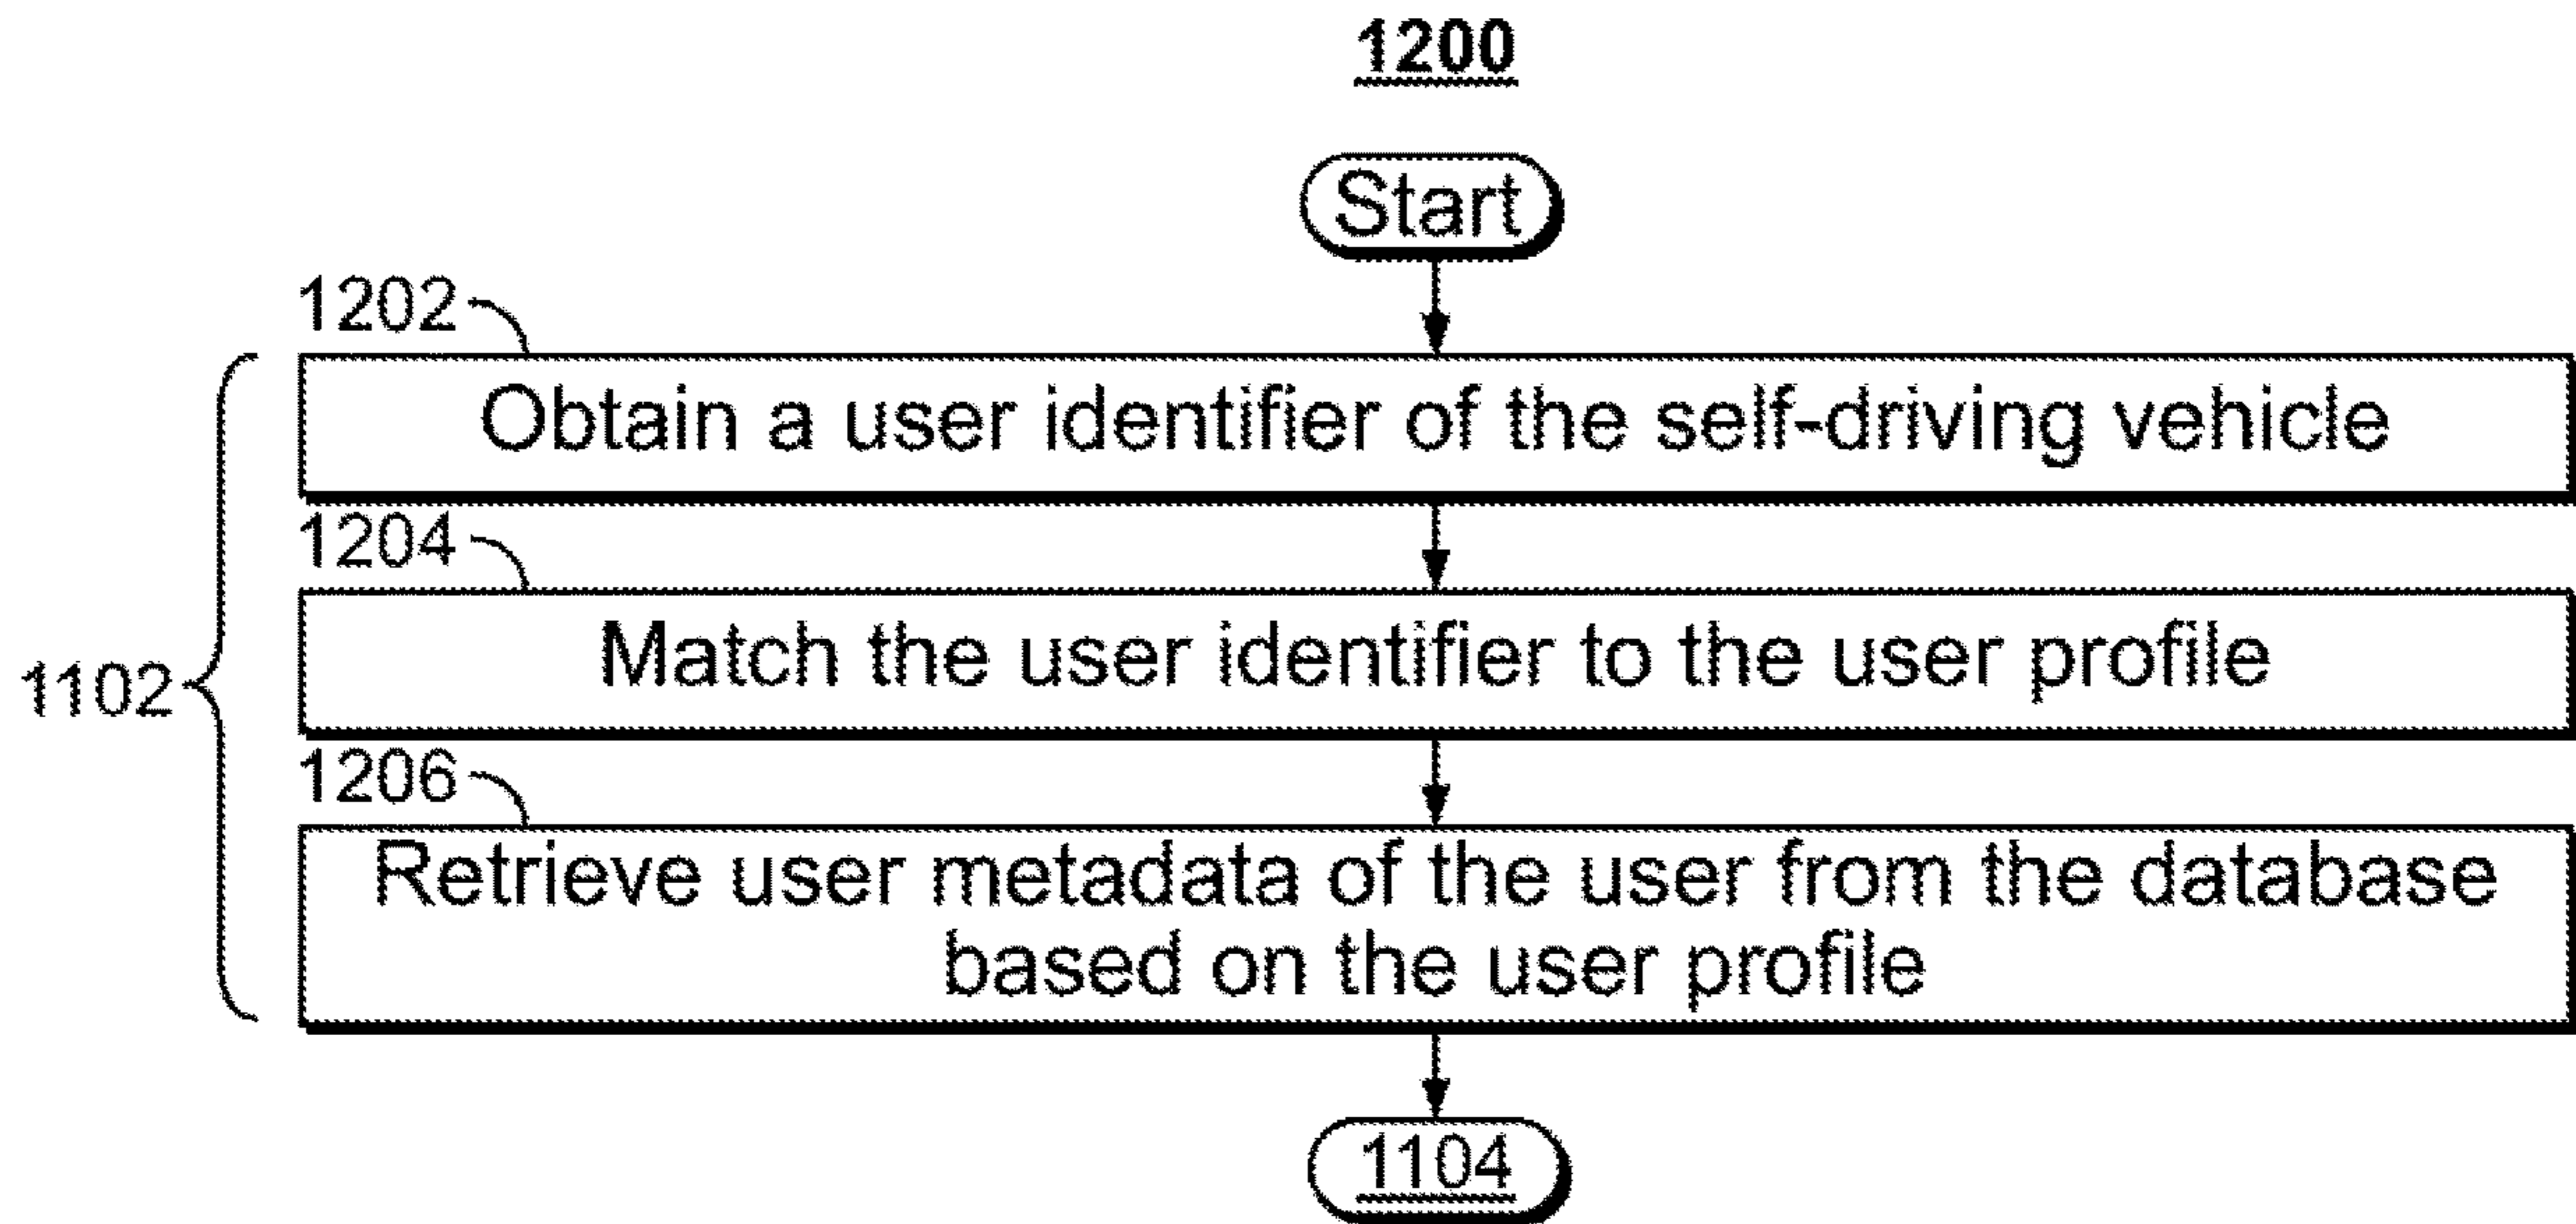 1200
Start
1202
Obtain a user identifier of the self-driving vehicle
1204
Match the user identifier to the user profile
1102
1206
Retrieve user metadata of the user from the database
based on the user profile
1104